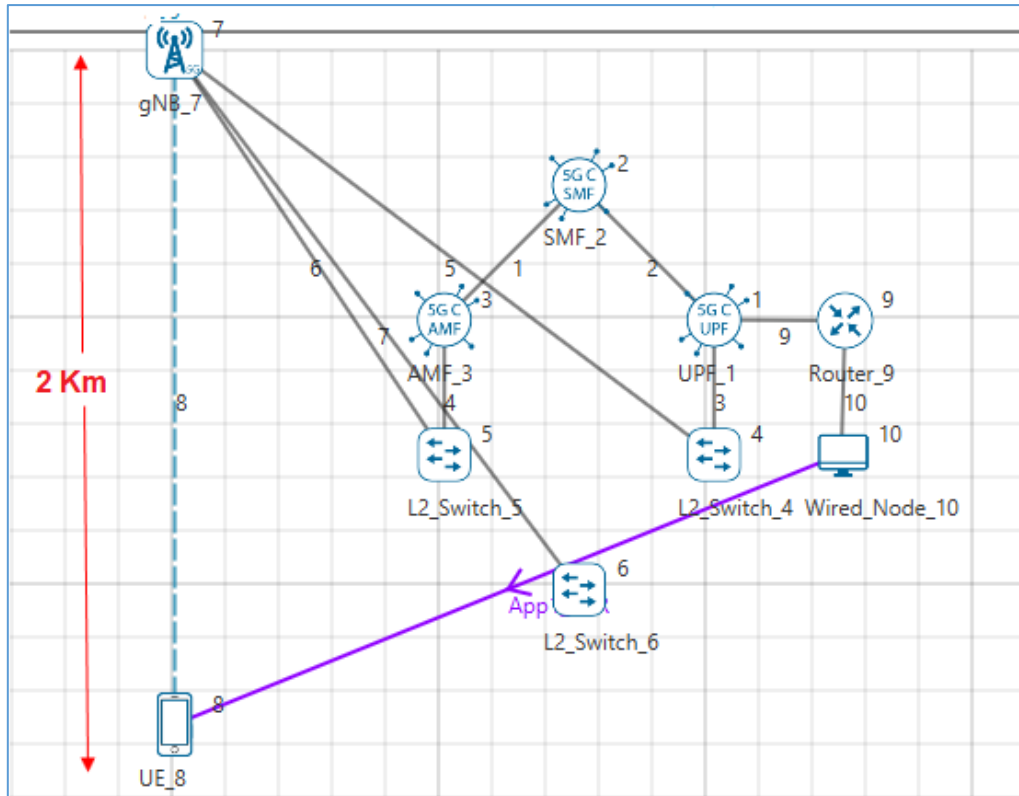 7
5G
gNB_7
5G C
SMF
2
SMF_2
6
5
1
2
5G C
AMF
3
5G C
UPF
1
9
9
7
AMF_3
UPF_1
Router_9
2 Km
8
4
3
10
5
4
10
L2_Switch_5
L2_Switch_4
Wired_Node_10
6
App
L2_Switch_6
8
UE_8